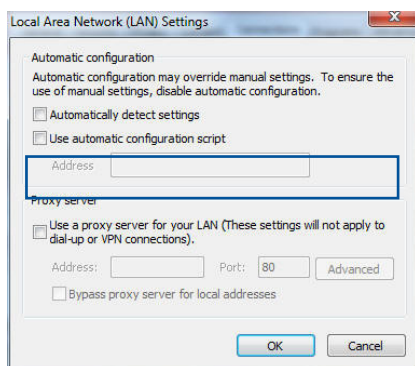 Local Area Network (LAN) Settings
Automatic configuration
Automatic configuration may override manual settings. To ensure the
use of manual settings, disable automatic configuration.
Automatically detect settings
Use automatic configuration script
Address
Proxy server
Use a proxy server for your LAN (These settings will not apply to
dial-up or VPN connections).
Address: Port: 80 Advanced
Bypass proxy server for local addresses
OK Cancel